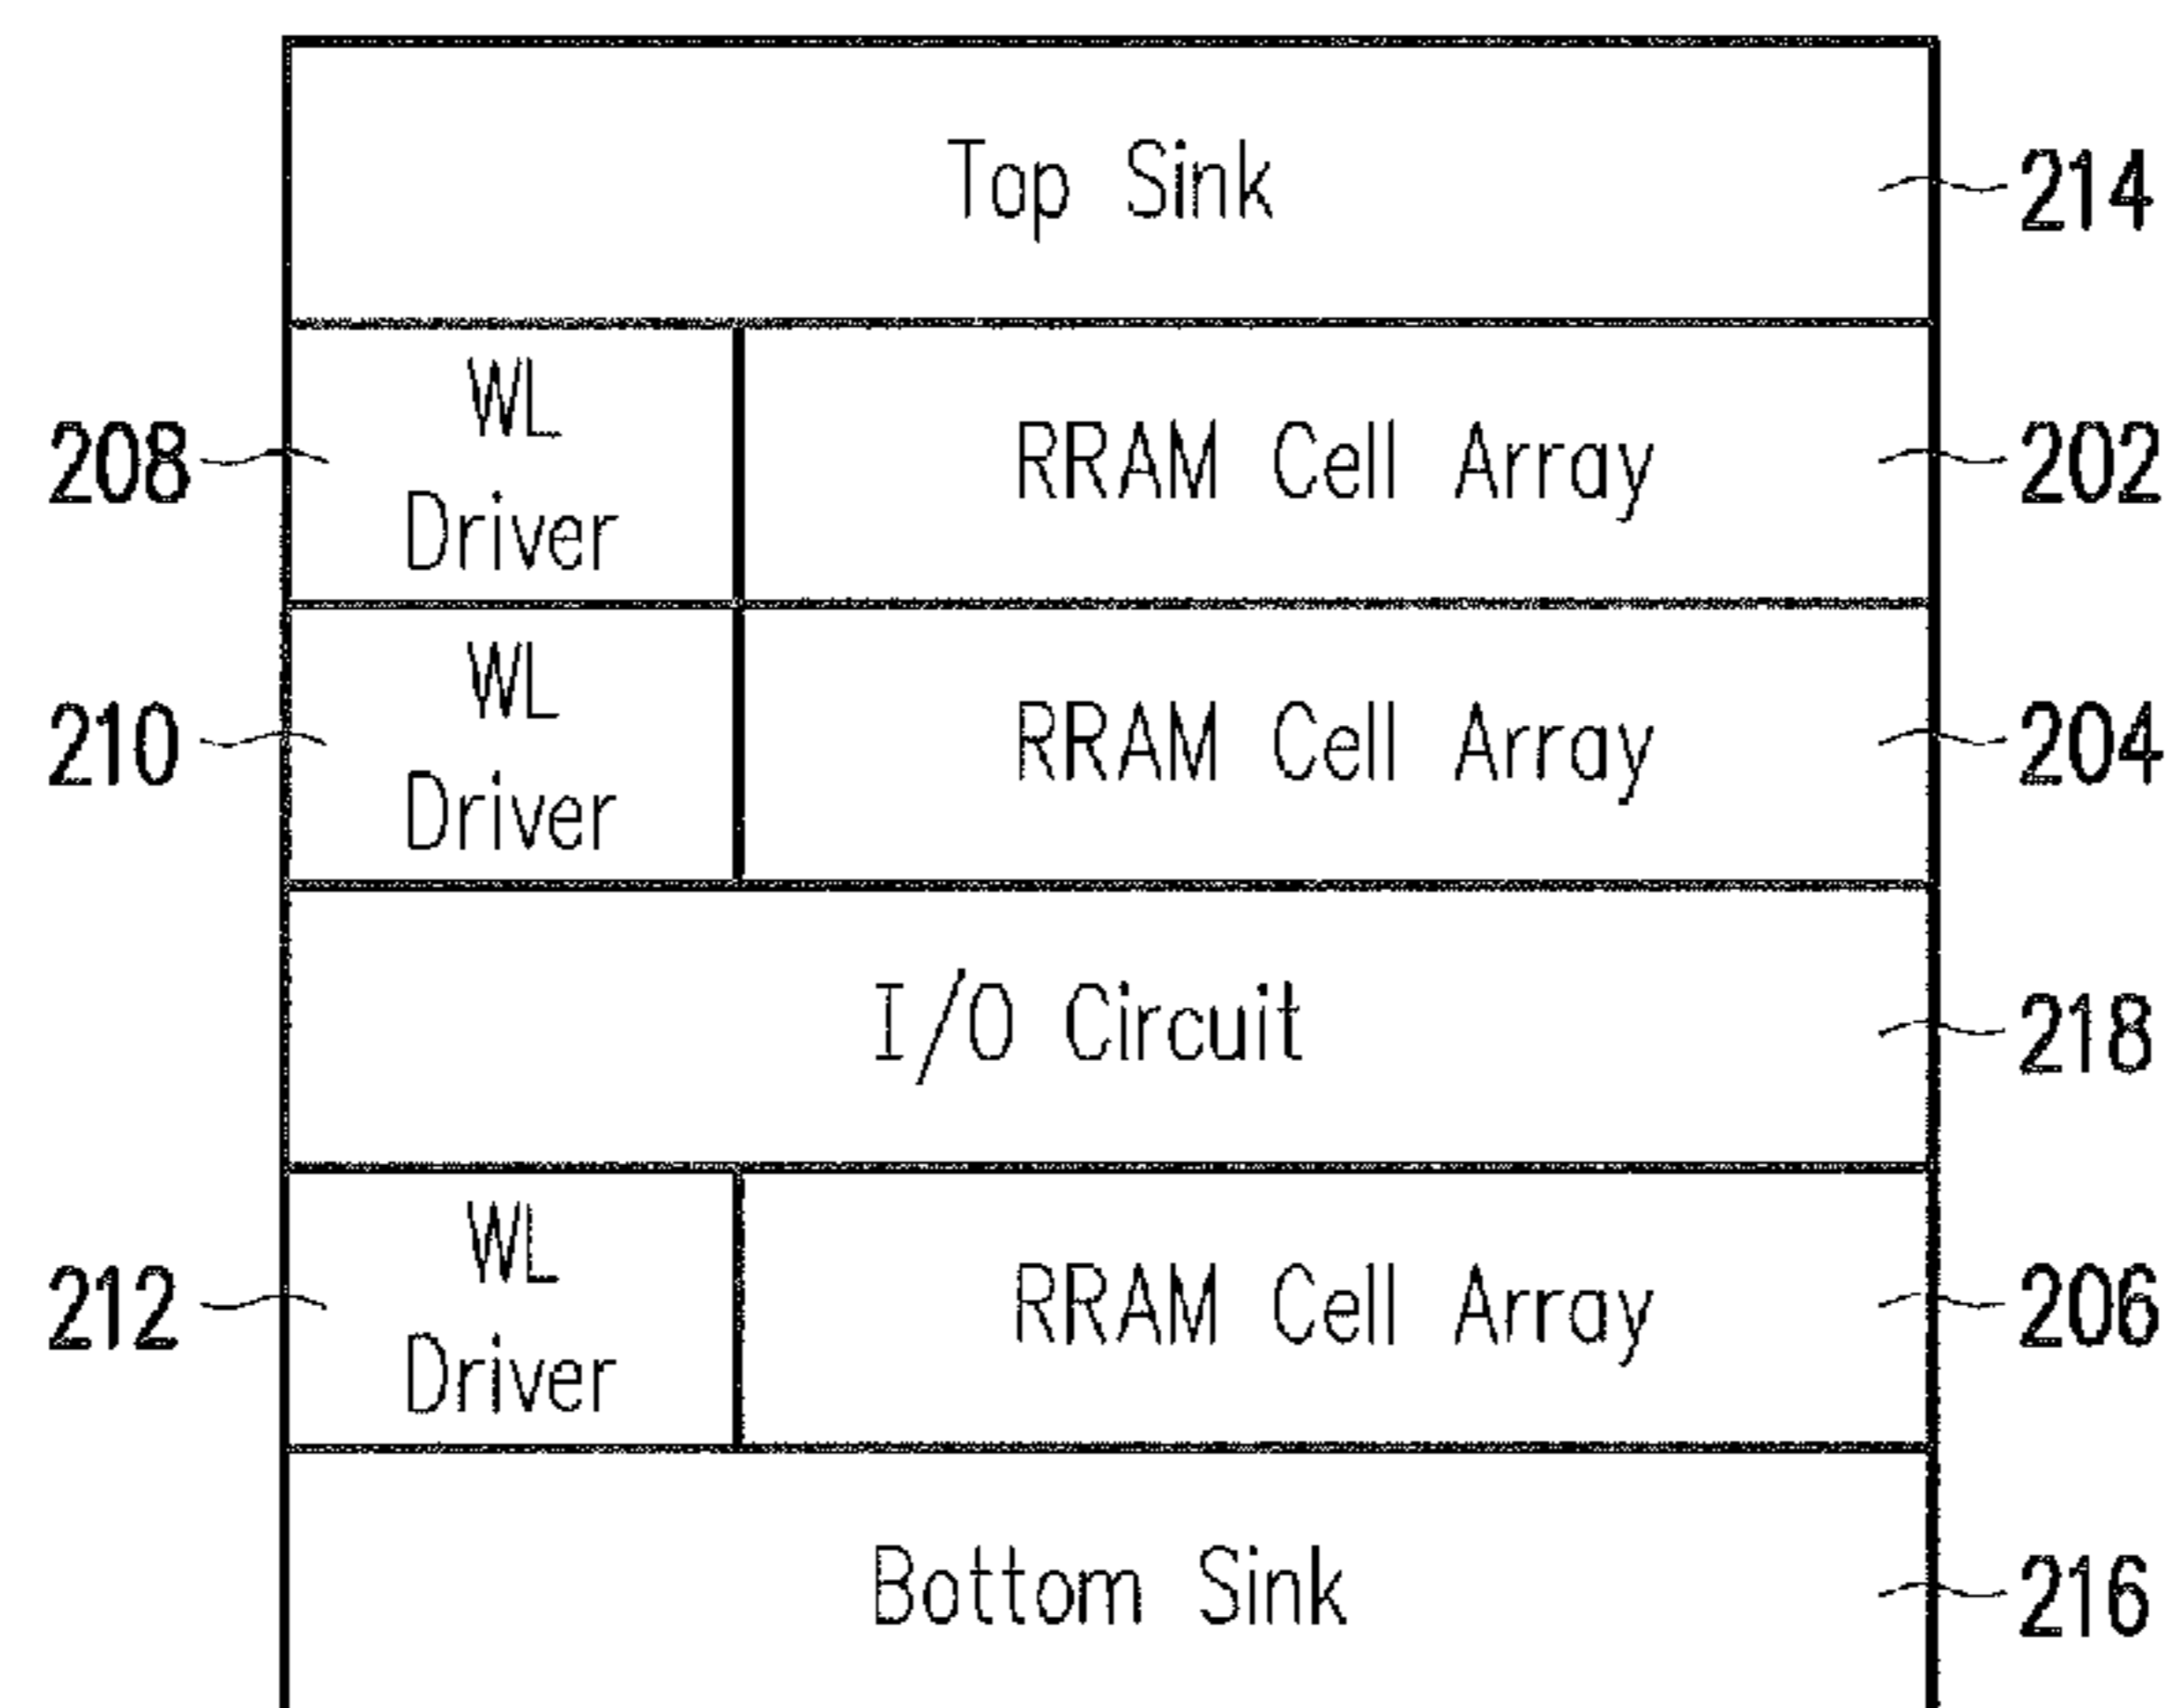 Top Sink
214
208
WL
Driver
RRAM Cell Array
202
210
WL
Driver
RRAM Cell Array
204
I/O Circuit
218
212
WL
Driver
RRAM Cell Array
206
Bottom Sink
216